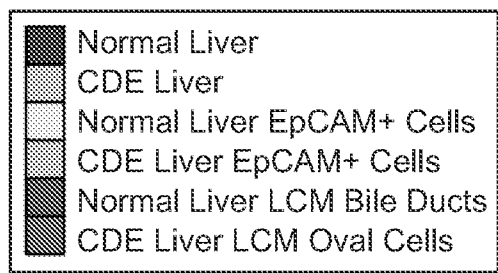 Normal Liver
CDE Liver
Normal Liver EpCAM+ Cells
CDE Liver EpCAM+ Cells
Normal Liver LCM Bile Ducts
CDE Liver LCM Oval Cells